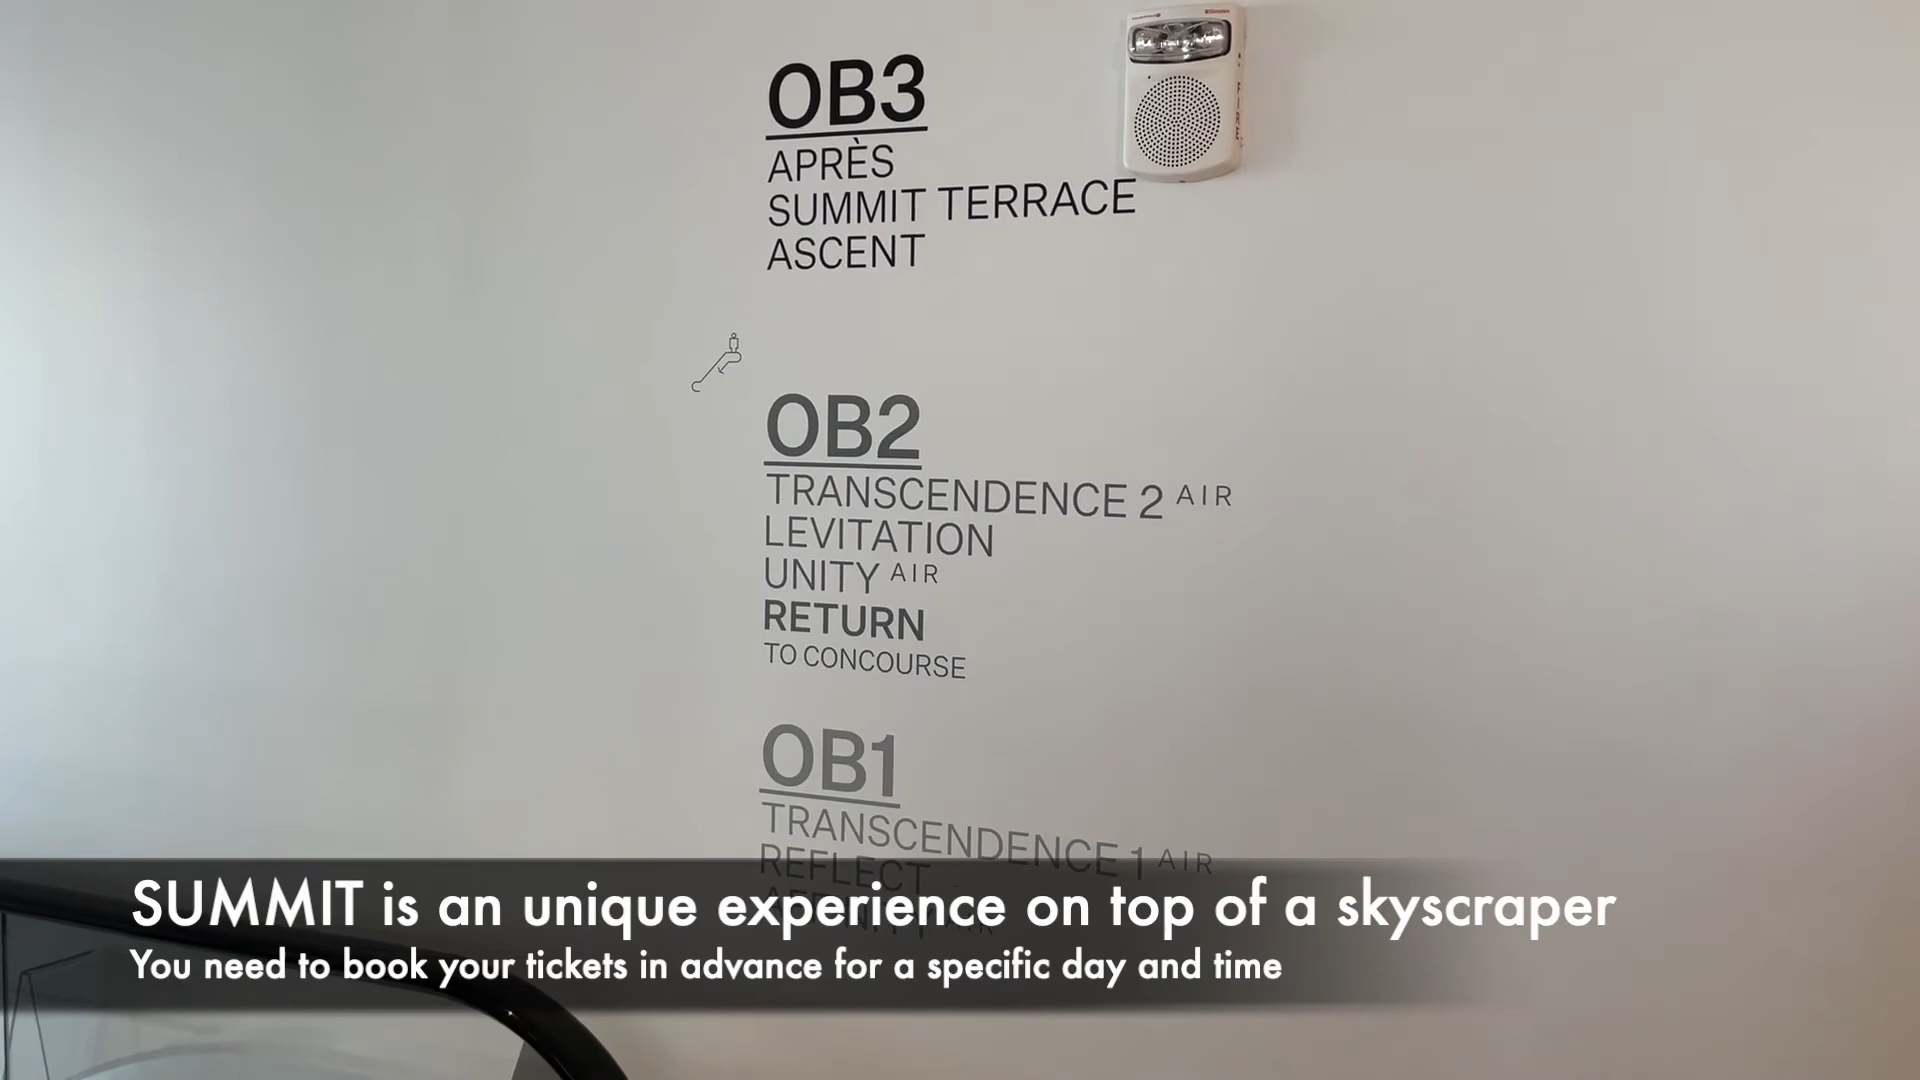 OB3
APRÈS
SUMMIT TERRACE
ASCENT
OB2
TRANSCENDENCE 2 AIR
LEVITATION
UNITY AIR
RETURN
TO CONCOURSE
OB1
TRANSCENDENCE 1 AIR
REFLECT
SUMMIT is an unique experience on top of a skyscraper
You need to book your tickets in advance for a specific day and time